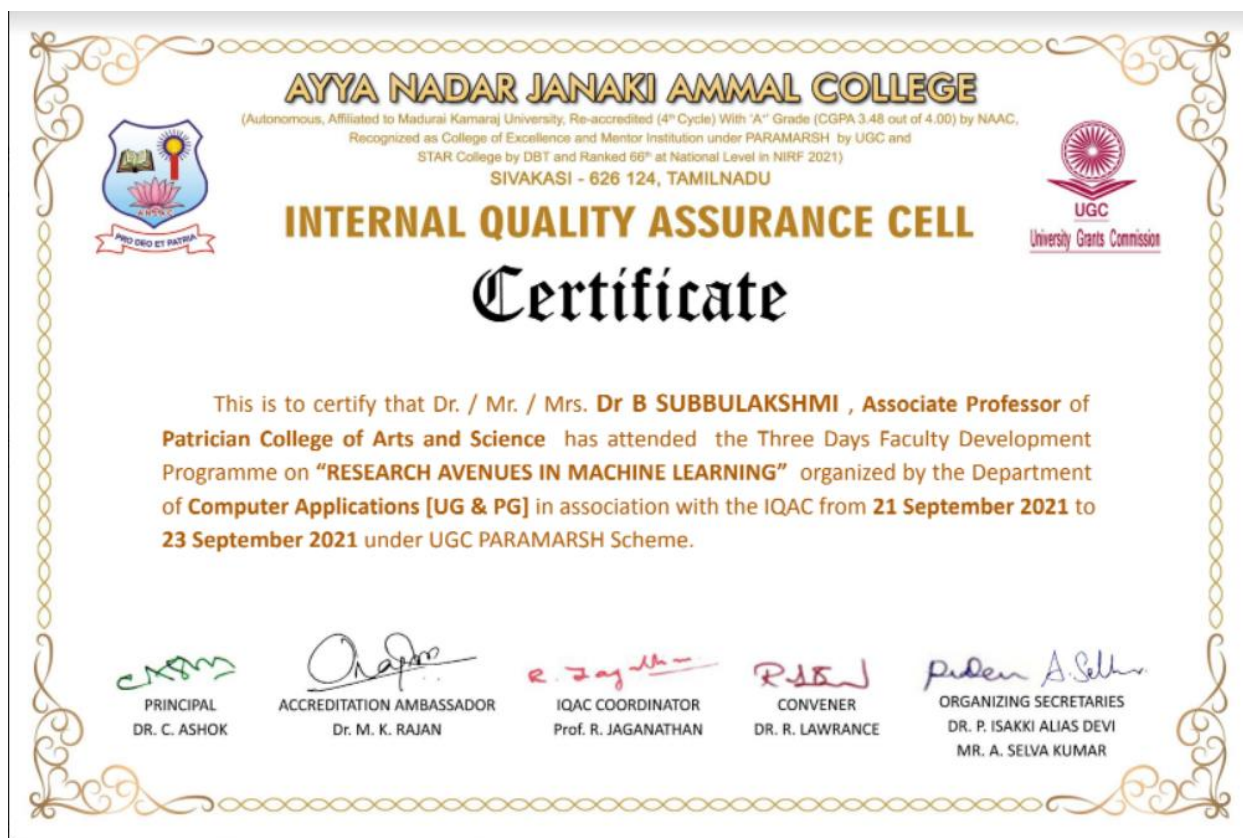 AYYA NADAR JANAKI AMMAL COLLEGE
(Autonomous, Affiliated to Madurai Kamaraj University, Re-accredited (4th Cycle) With 'A+' Grade (CGPA 3.48 out of 4.00) by NAAC,
Recognized as College of Excellence and Mentor Institution under PARAMARSH by UGC and
STAR College by DBT and Ranked 66th at National Level in NIRF 2021)
SIVAKASI - 626 124, TAMILNADU
INTERNAL QUALITY ASSURANCE CELL
PRO DEO ET PATRIA
UGC
University Grants Commission
Certificate
This is to certify that Dr. / Mr. / Mrs. Dr B SUBBULAKSHMI , Associate Professor of
Patrician College of Arts and Science has attended the Three Days Faculty Development
Programme on “RESEARCH AVENUES IN MACHINE LEARNING” organized by the Department
of Computer Applications [UG & PG] in association with the IQAC from 21 September 2021 to
23 September 2021 under UGC PARAMARSH Scheme.
R. Jagathan
A. Selkr
PRINCIPAL
DR. C. ASHOK
ACCREDITATION AMBASSADOR
Dr. M. K. RAJAN
IQAC COORDINATOR
Prof. R. JAGANATHAN
CONVENER
DR. R. LAWRANCE
ORGANIZING SECRETARIES
DR. P. ISAKKI ALIAS DEVI
MR. A. SELVA KUMAR